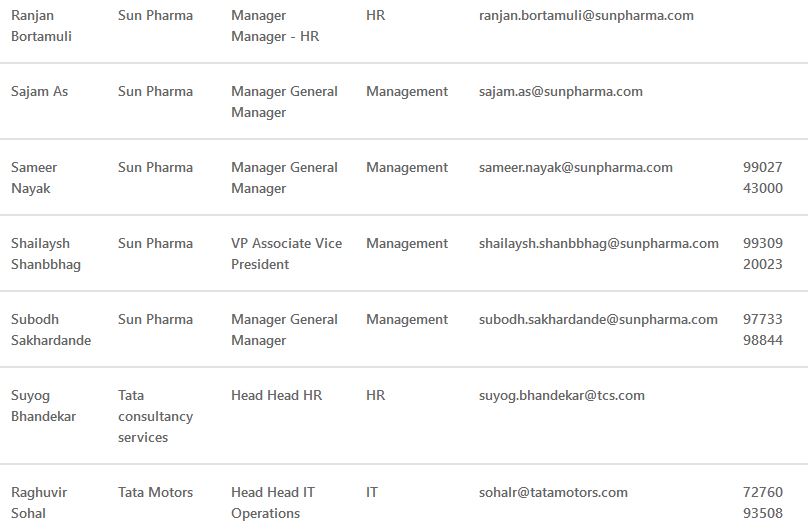 Ranjan Sun Pharma Manager HR ranjan.bortamuli@sunpharma.com
Bortamuli Manager - HR
Sajam As Sun Pharma Manager General Management sajam.as@sunpharma.com
Manager
Sameer Sun Pharma Manager General Management sameer.nayak@sunpharma.com 99027
Nayak Manager 43000
Shailaysh Sun Pharma VP Associate Vice Management shailaysh.shanbbhag@sunpharma.com 99309
Shanbbhag President 20023
Subodh Sun Pharma Manager General Management subodh.sakhardande@sunpharma.com 97733
Sakhardande Manager 98844
Suyog Tata Head Head HR HR suyog.bhandekar@tcs.com
Bhandekar consultancy
services
Raghuvir Tata Motors Head Head IT IT sohalr@tatamotors.com 72760
Sohal Operations 93508